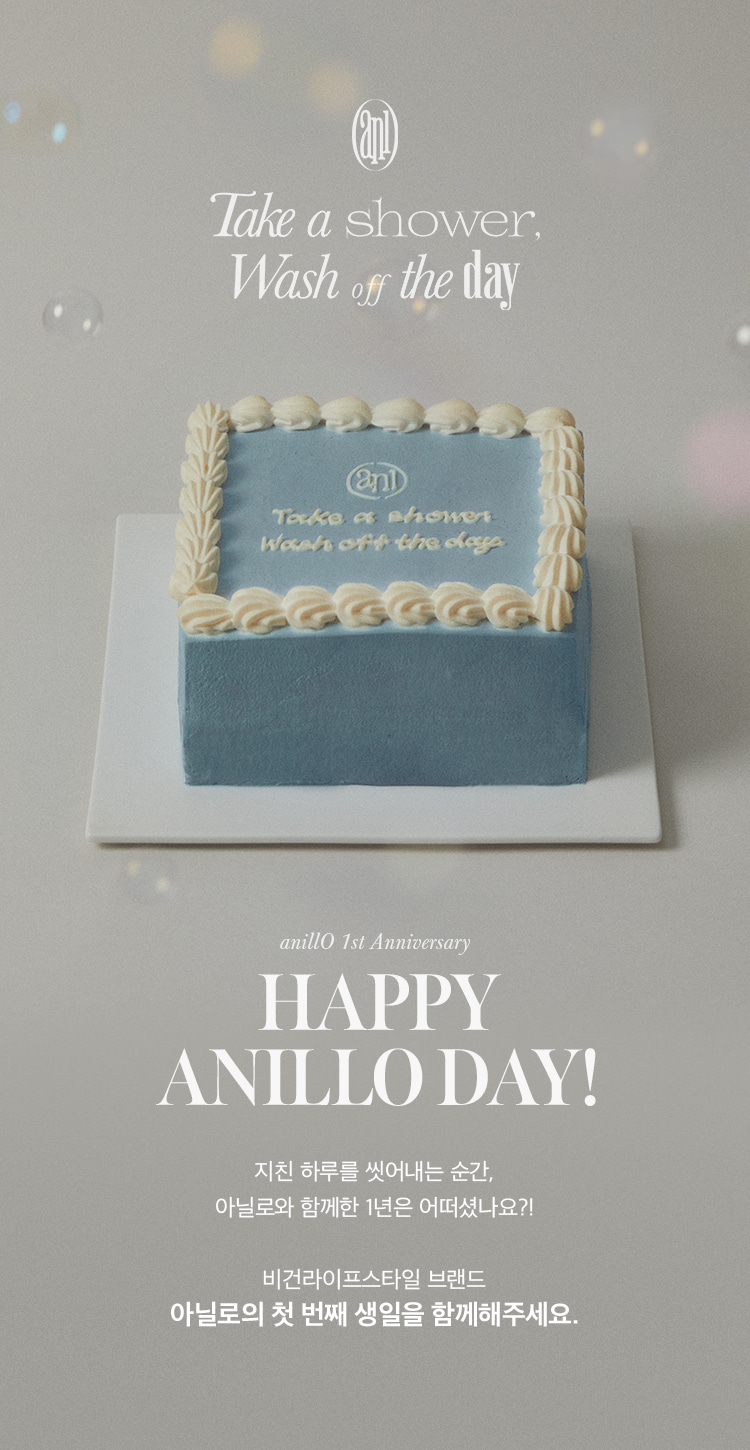 anl
Take a shower,
Wash off the day
anl
Take a shower
Wash off the day
anillO 1st Anniversary
HAPPY
ANILLO DAY!
지친 하루를 씻어내는 순간,
아닐로와 함께한 1년은 어떠셨나요?!
비건라이프스타일 브랜드
아닐로의 첫 번째 생일을 함께해주세요.